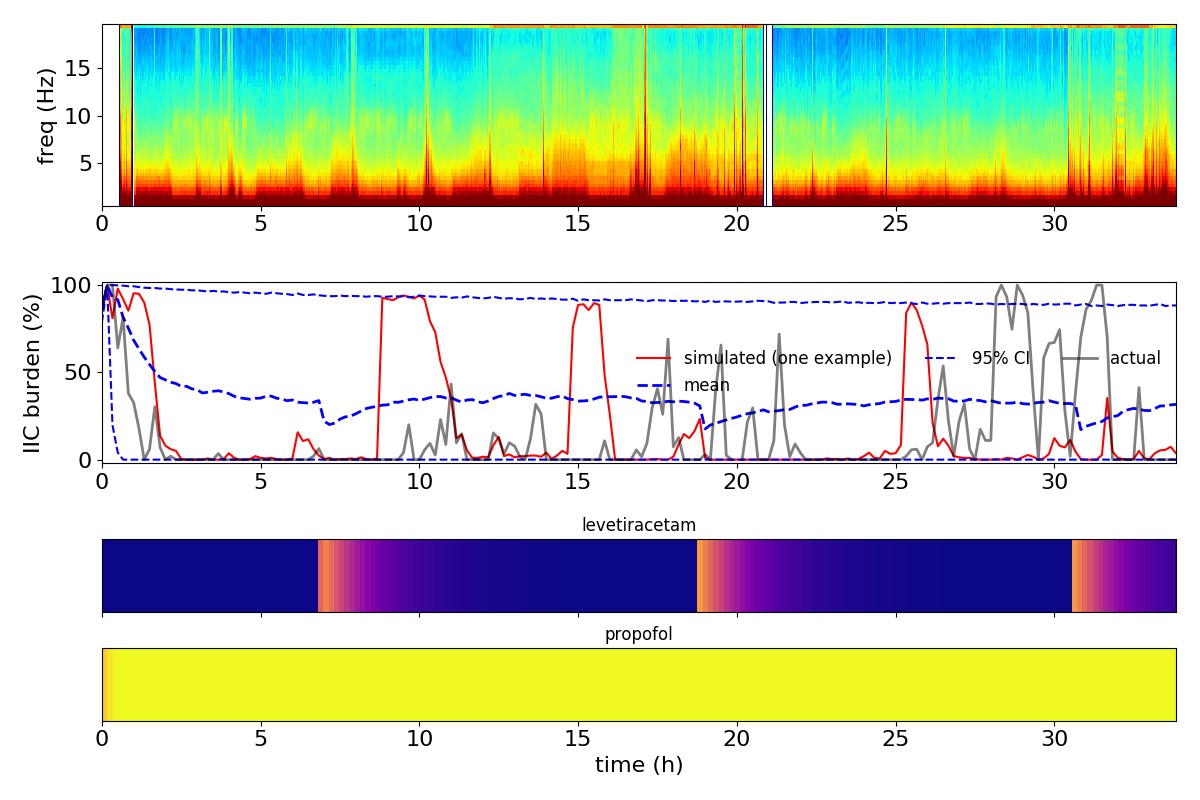 freq (Hz)
15
10
5
0 5 10 15 20 25 30
IIC burden (%)
100
50
0
simulated (one example) 95% CI actual
mean
0 5 10 15 20 25 30
levetiracetam
propofol
0 5 10 15 20 25 30
time (h)